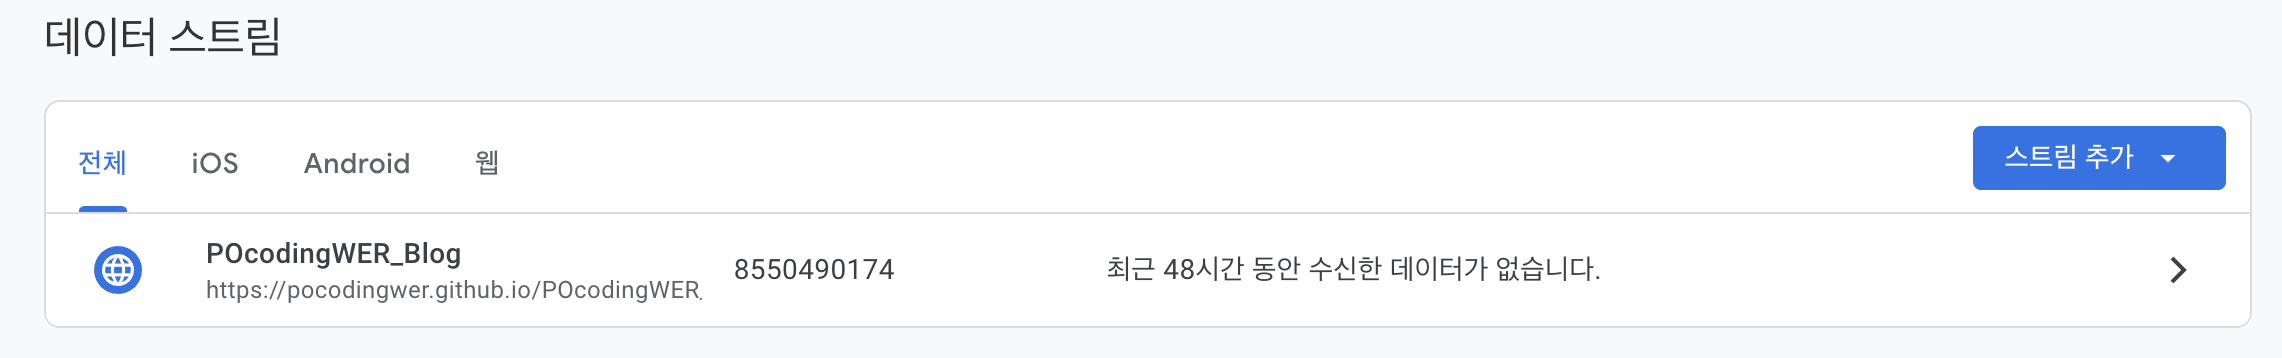 데이터 스트림
전체 iOS Android 웹 스트림 추가
POcodingWER_Blog
https://pocodingwer.github.io/POcodingWER_
8550490174
최근 48시간 동안 수신한 데이터가 없습니다.